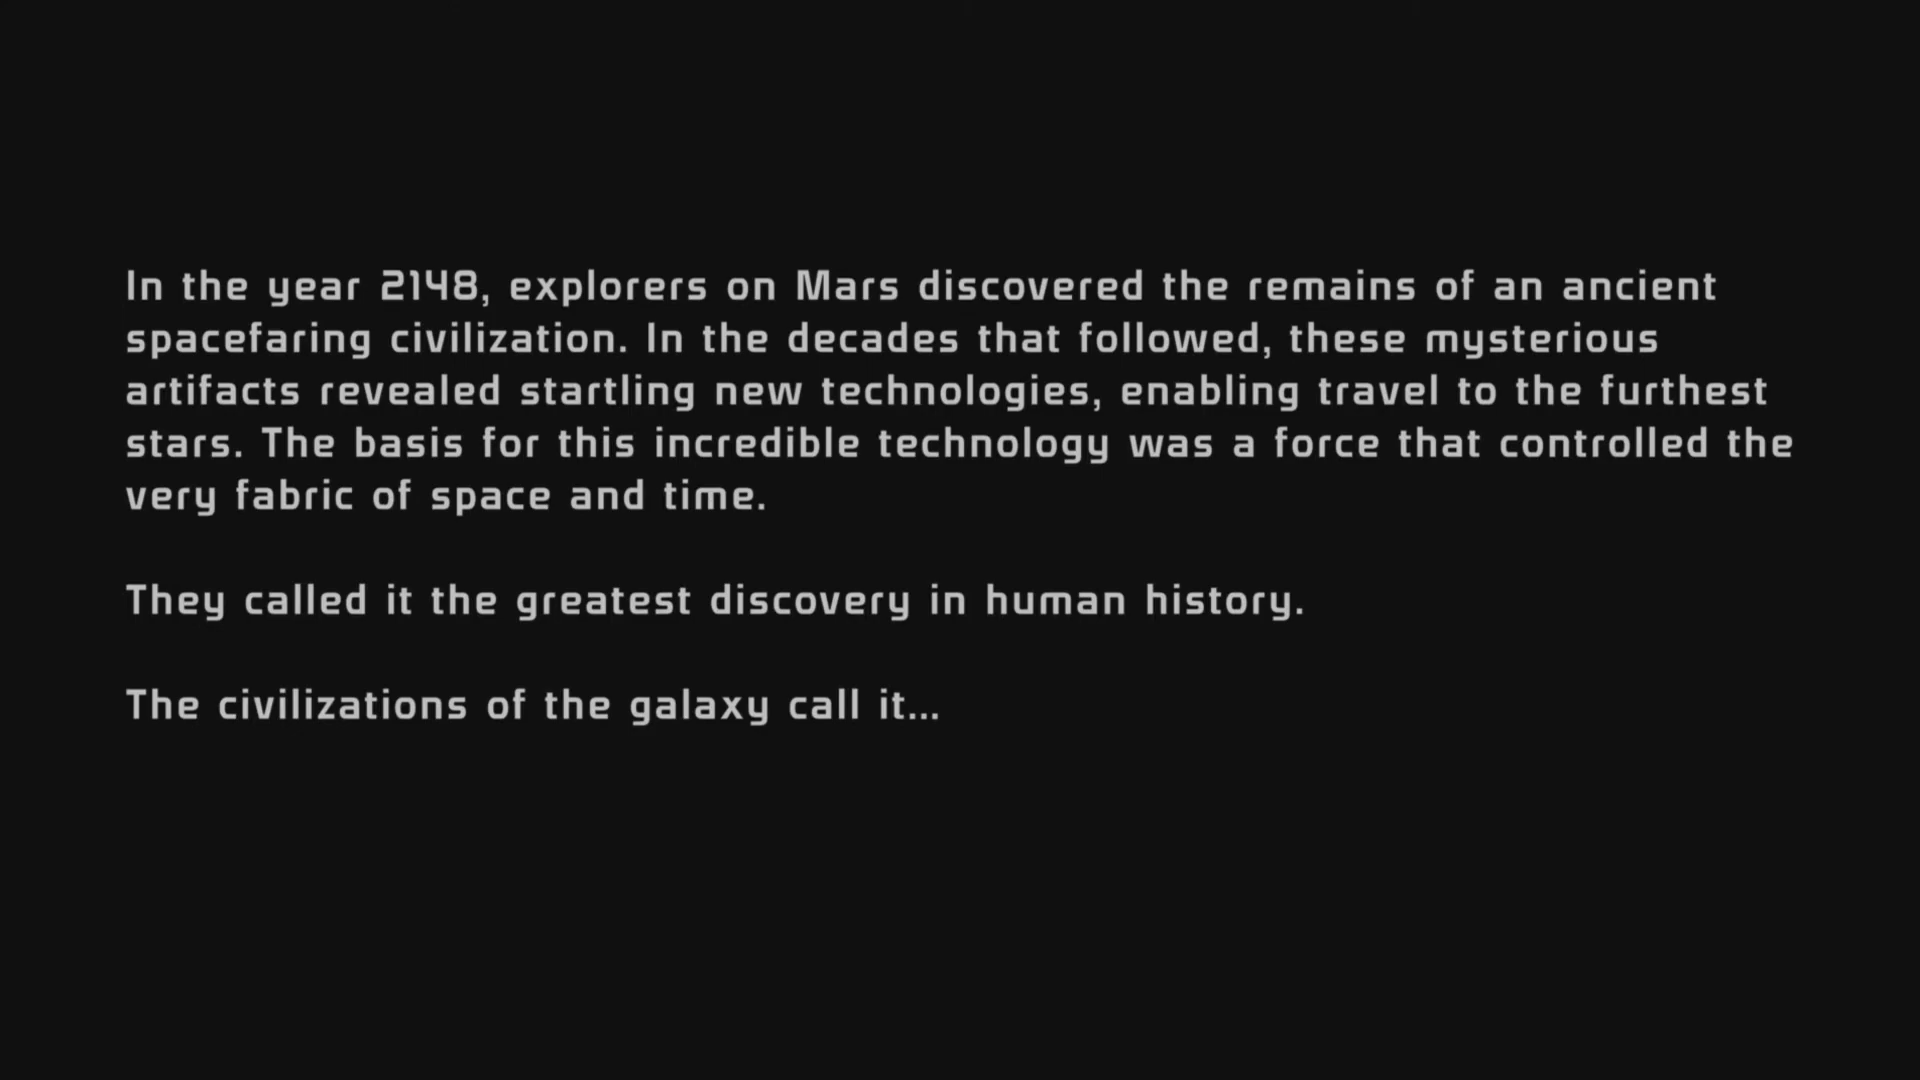 In the year 2148, explorers on Mars discovered the remains of an ancient
spacefaring civilization. In the decades that followed, these mysterious
artifacts revealed startling new technologies, enabling travel to the furthest
stars. The basis for this incredible technology was a force that controlled the
very fabric of space and time.
They called it the greatest discovery in human history.
The civilizations of the galaxy call it...